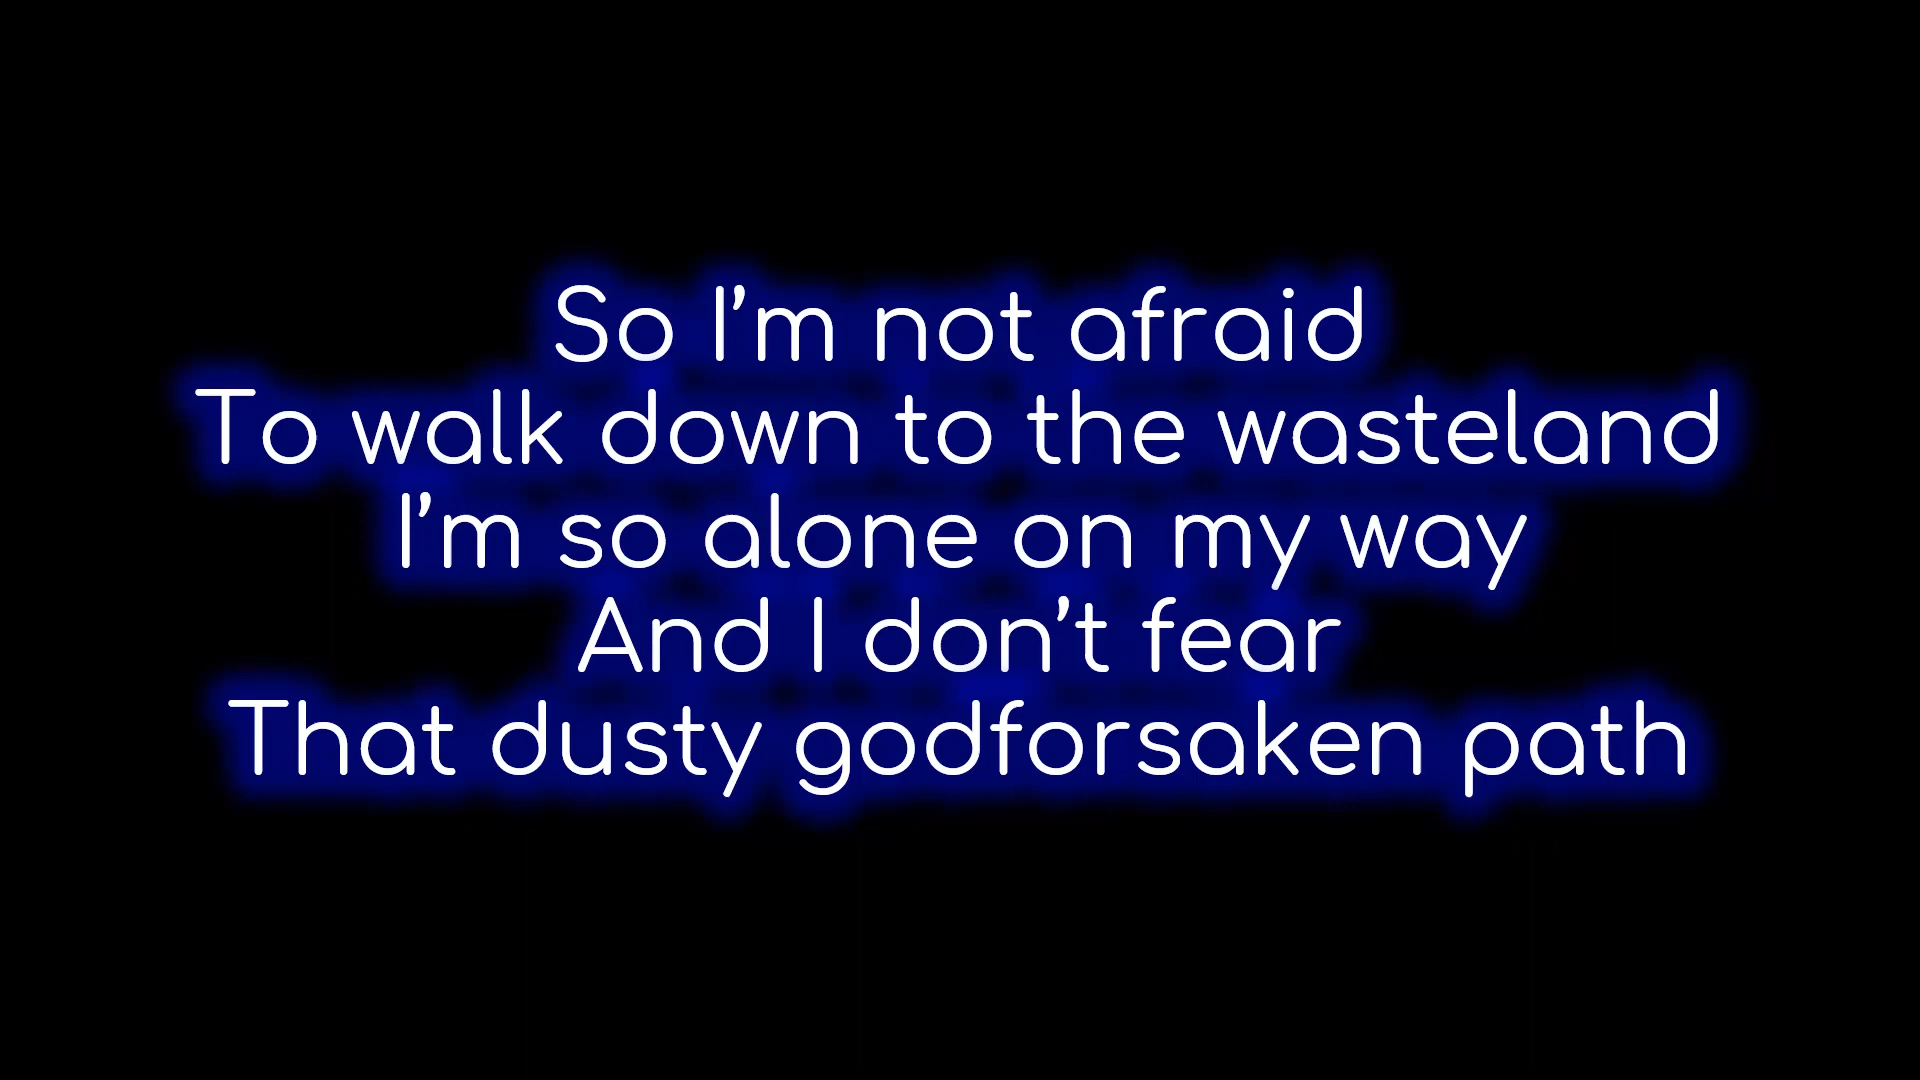 So I’m not afraid
To walk down to the wasteland
I’m so alone on my way
And I don’t fear
That dusty godforsaken path